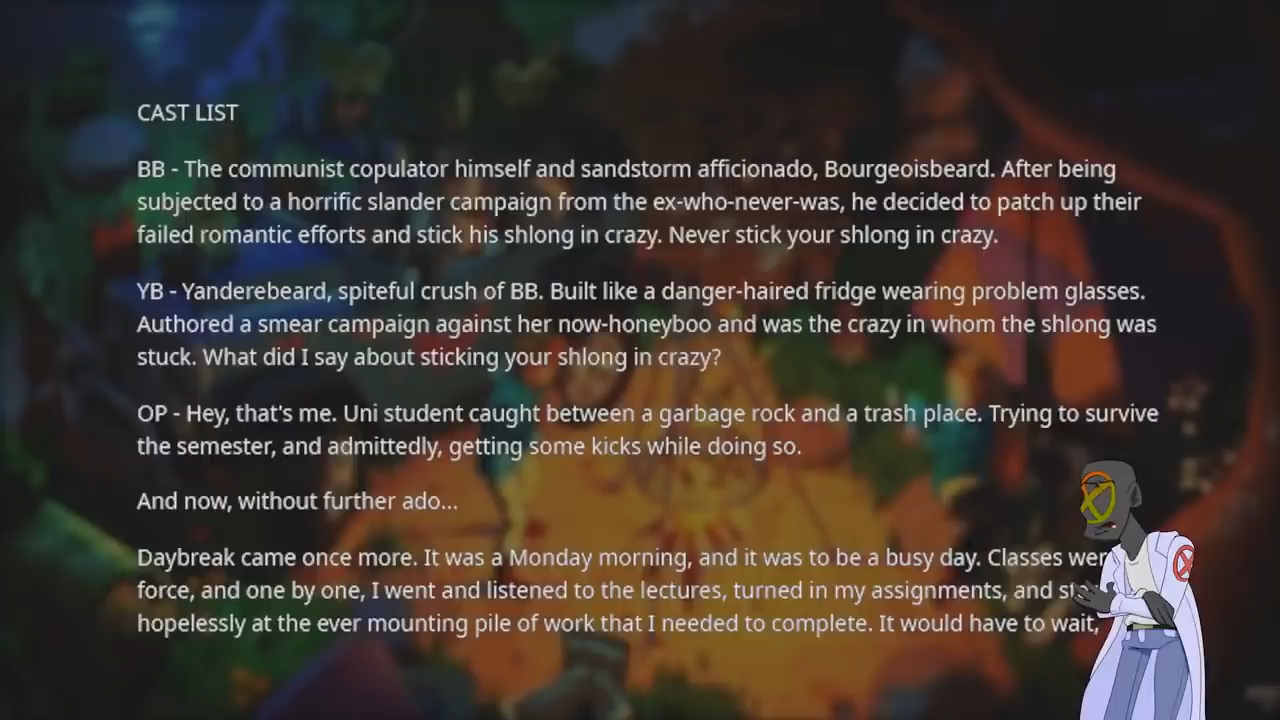 CAST LIST
BB - The communist copulator himself and sandstorm afficionado, Bourgeoisbeard. After being
subjected to a horrific slander campaign from the ex-who-never-was, he decided to patch up their
failed romantic efforts and stick his shlong in crazy. Never stick your shlong in crazy.
YB - Yanderebeard, spiteful crush of BB. Built like a danger-haired fridge wearing problem glasses.
Authored a smear campaign against her now-honeyboo and was the crazy in whom the shlong was
stuck. What did I say about sticking your shlong in crazy?
OP - Hey, that's me. Uni student caught between a garbage rock and a trash place. Trying to survive
the semester, and admittedly, getting some kicks while doing so.
And now, without further ado...
Daybreak came once more. It was a Monday morning, and it was to be a busy day. Classes
force, and one by one, I went and listened to the lectures, turned in my assignments, and
hopelessly at the ever mounting pile of work that I needed to complete. It would have to wait,